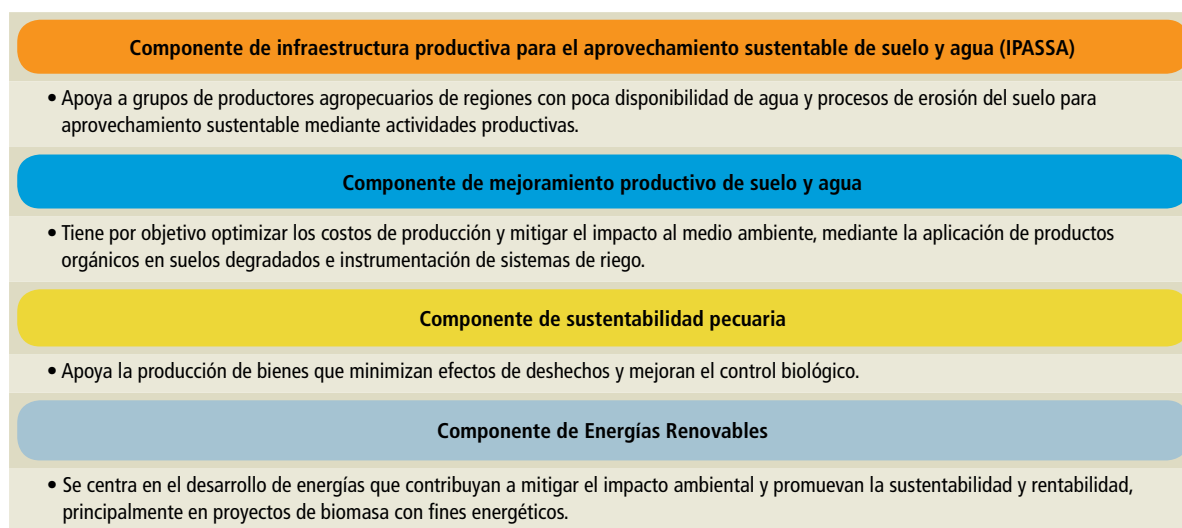 Componente de infraestructura productiva para el aprovechamiento sustentable de suelo y agua (IPASSA)
• Apoya a grupos de productores agropecuarios de regiones con poca disponibilidad de agua y procesos de erosión del suelo para
aprovechamiento sustentable mediante actividades productivas.
Componente de mejoramiento productivo de suelo y agua
• Tiene por objetivo optimizar los costos de producción y mitigar el impacto al medio ambiente, mediante la aplicación de productos
orgánicos en suelos degradados e instrumentación de sistemas de riego.
Componente de sustentabilidad pecuaria
• Apoya la producción de bienes que minimizan efectos de deshechos y mejoran el control biológico.
Componente de Energías Renovables
• Se centra en el desarrollo de energías que contribuyan a mitigar el impacto ambiental y promuevan la sustentabilidad y rentabilidad,
principalmente en proyectos de biomasa con fines energéticos.